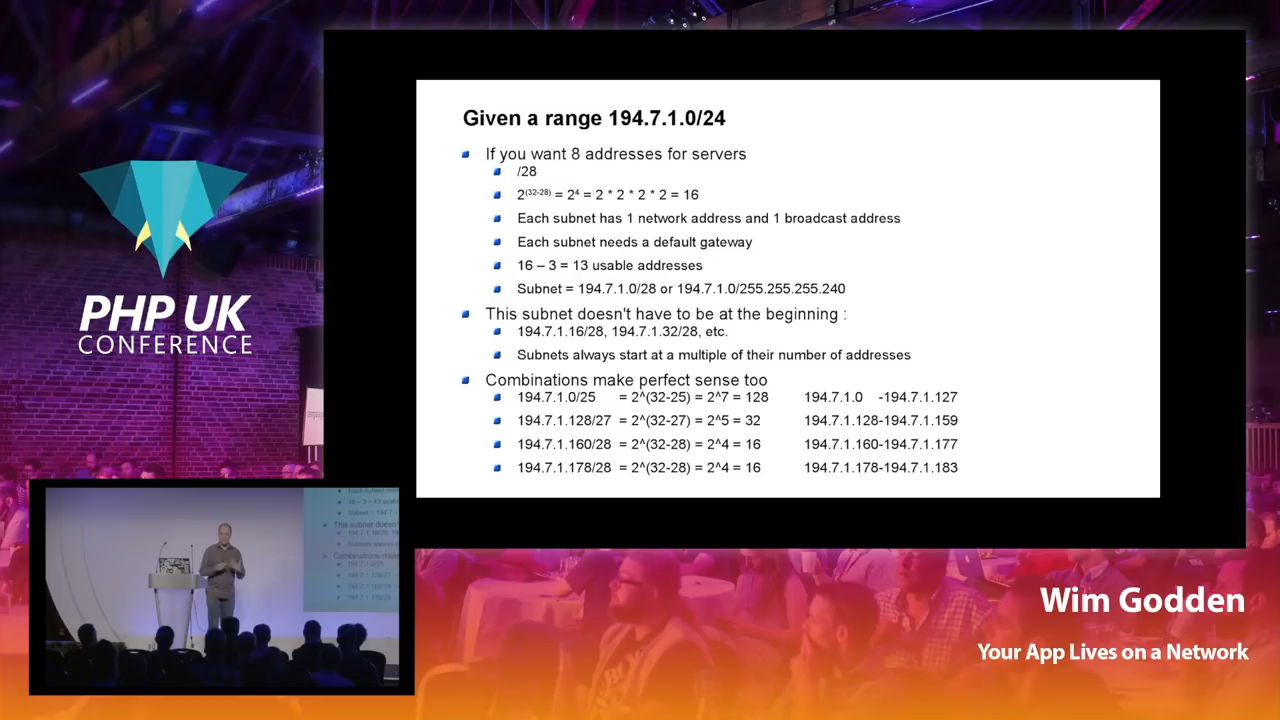 Given a range 194.7.1.0/24
If you want 8 addresses for servers
/28
2(32-28) = 2⁴ = 2 * 2 * 2 * 2 = 16
Each subnet has 1 network address and 1 broadcast address
Each subnet needs a default gateway
16 – 3 = 13 usable addresses
Subnet = 194.7.1.0/28 or 194.7.1.0/255.255.255.240
This subnet doesn't have to be at the beginning :
194.7.1.16/28, 194.7.1.32/28, etc.
Subnets always start at a multiple of their number of addresses
Combinations make perfect sense too
194.7.1.0/25 = 2^(32-25) = 2^7 = 128 194.7.1.0 -194.7.1.127
194.7.1.128/27 = 2^(32-27) = 2^5 = 32 194.7.1.128-194.7.1.159
194.7.1.160/28 = 2^(32-28) = 2^4 = 16 194.7.1.160-194.7.1.177
194.7.1.178/28 = 2^(32-28) = 2^4 = 16 194.7.1.178-194.7.1.183
PHP UK
CONFERENCE
Wim Godden
Your App Lives on a Network